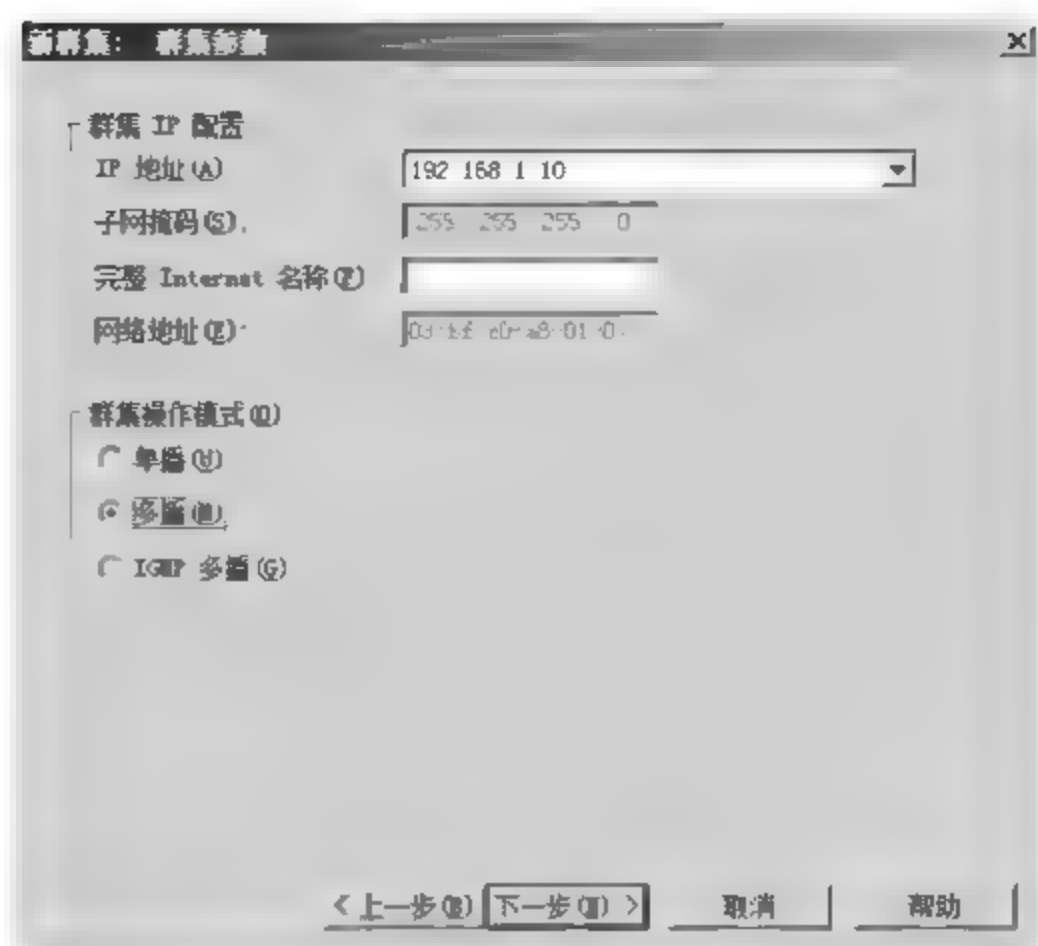 新群集: 群集参数
群集 IP 配置
IP 地址(A) 192 168 1 10
子网掩码(S). 255 255 255 0
完整 Internet 名称(F)
网络地址(E)
群集操作模式(O)
单播(U)
多播(M)
IGMP 多播(G)
< 上一步(B) 下一步(N) > 取消 帮助